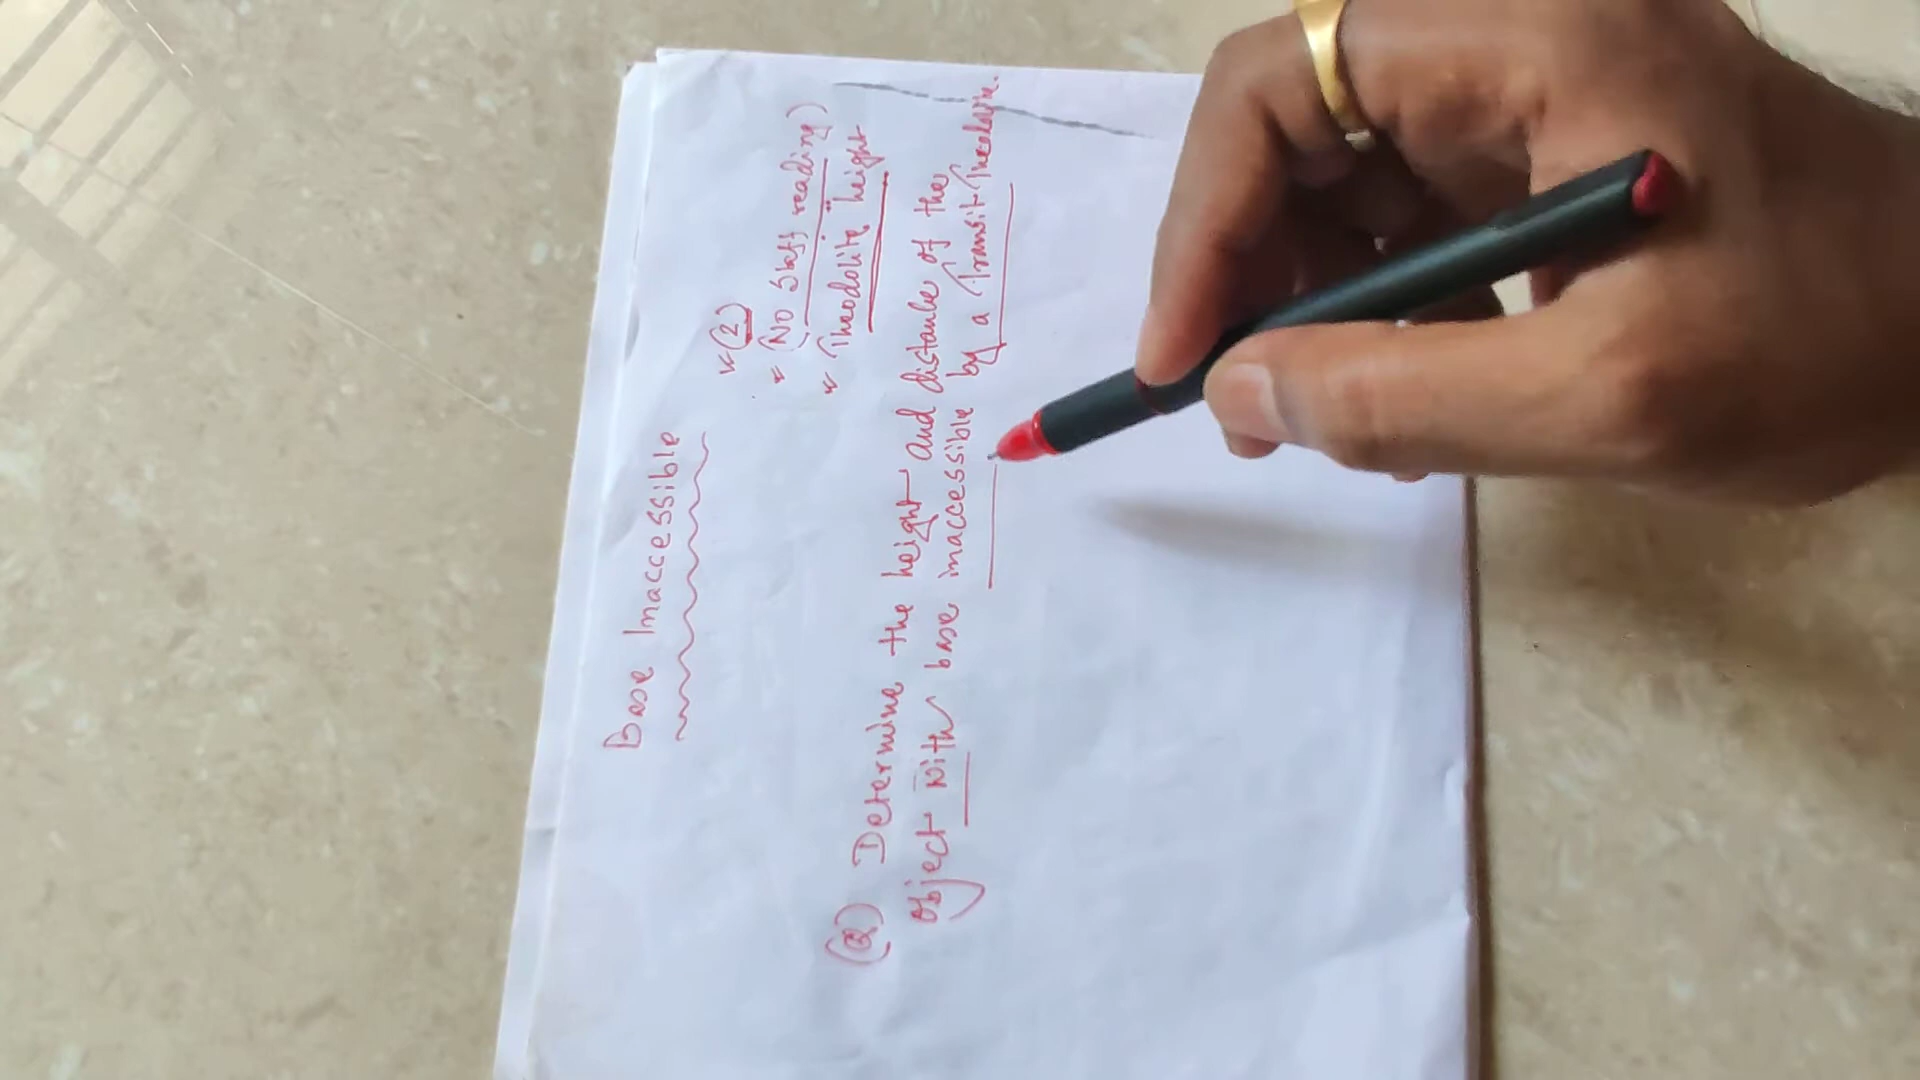 Base Inaccessible
(2)
(No Staff reading)
Theodolite height
(Q) Determine the height and distance of the
Object with base inaccessible by a Transit Theodolite.